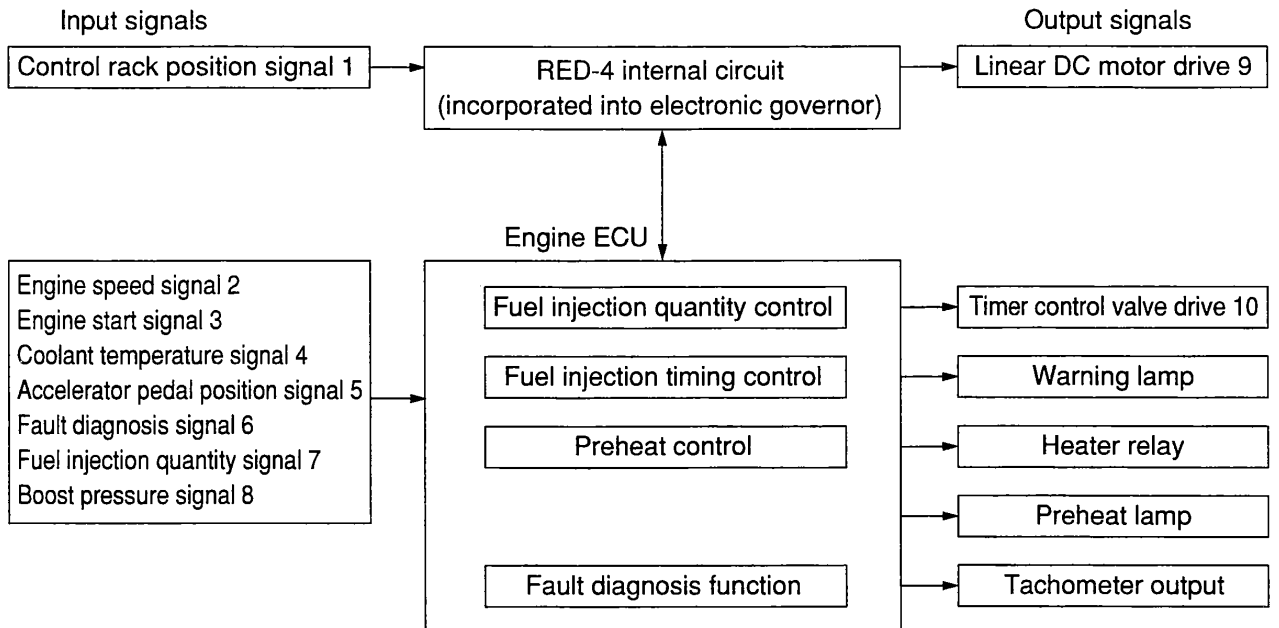 Input signals
Output signals
Control rack position signal 1
RED-4 internal circuit
(incorporated into electronic governor)
Linear DC motor drive 9
Engine ECU
Engine speed signal 2
Engine start signal 3
Coolant temperature signal 4
Accelerator pedal position signal 5
Fault diagnosis signal 6
Fuel injection quantity signal 7
Boost pressure signal 8
Fuel injection quantity control
Fuel injection timing control
Preheat control
Fault diagnosis function
Timer control valve drive 10
Warning lamp
Heater relay
Preheat lamp
Tachometer output